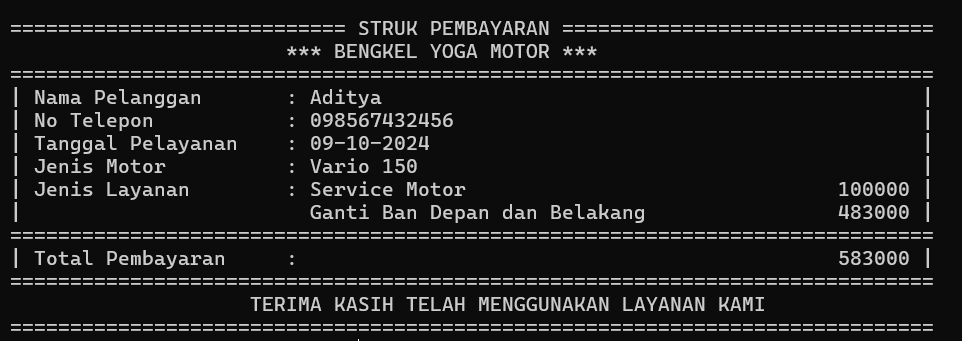 ============================ STRUK PEMBAYARAN ===============================
*** BENGKEL YOGA MOTOR ***
=============================================================================
| Nama Pelanggan       : Aditya                                             |
| No Telepon           : 098567432456                                       |
| Tanggal Pelayanan    : 09-10-2024                                         |
| Jenis Motor          : Vario 150                                          |
| Jenis Layanan        : Service Motor                               100000 |
|                        Ganti Ban Depan dan Belakang                483000 |
=============================================================================
| Total Pembayaran     :                                             583000 |
=============================================================================
TERIMA KASIH TELAH MENGGUNAKAN LAYANAN KAMI
=============================================================================